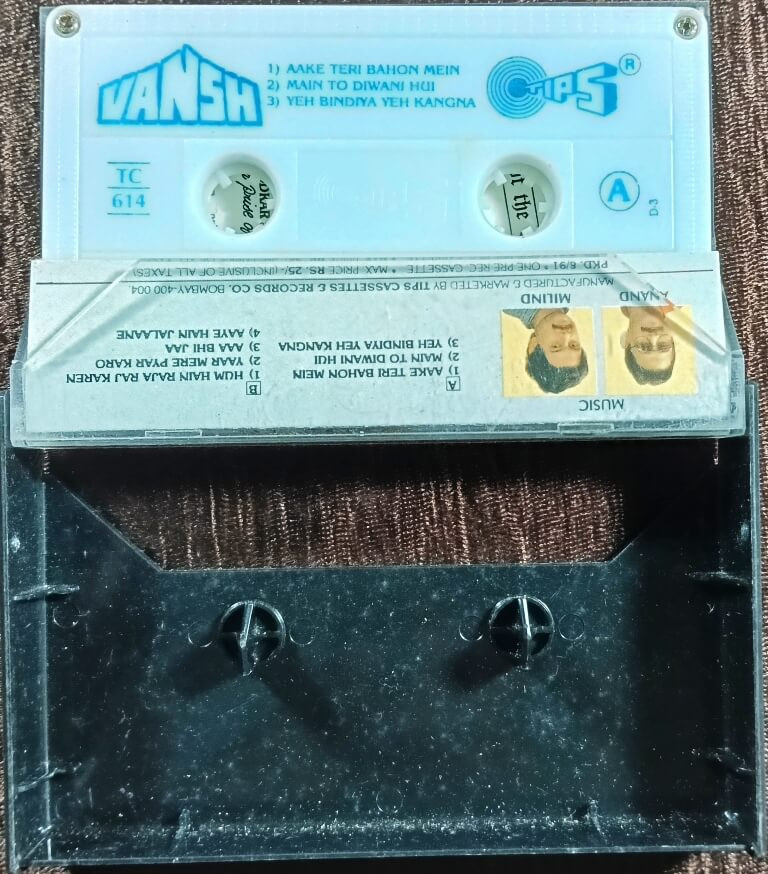 VANSH
1) AAKE TERI BAHON MEIN
2) MAIN TO DIWANI HUI
3) YEH BINDIYA YEH KANGNA
TIPS
R
TC
614
A
D-3
pride
it the
MUSIC
ANAND
MILIND
A
1) AAKE TERI BAHON MEIN
2) MAIN TO DIWANI HUI
3) YEH BINDIYA YEH KANGNA
B
1) HUM HAIN RAJA RAJ KAREN
2) YAAR MERE PYAR KARO
3) AAA BHI JAA
4) AAYE HAIN JALAANE
MANUFACTURED & MARKETED BY TIPS CASSETTES & RECORDS CO. BOMBAY-400 004.
PKD. 8/91 * ONE PRE REC. CASSETTE * MAX. PRICE RS. 25/- (INCLUSIVE OF ALL TAXES)